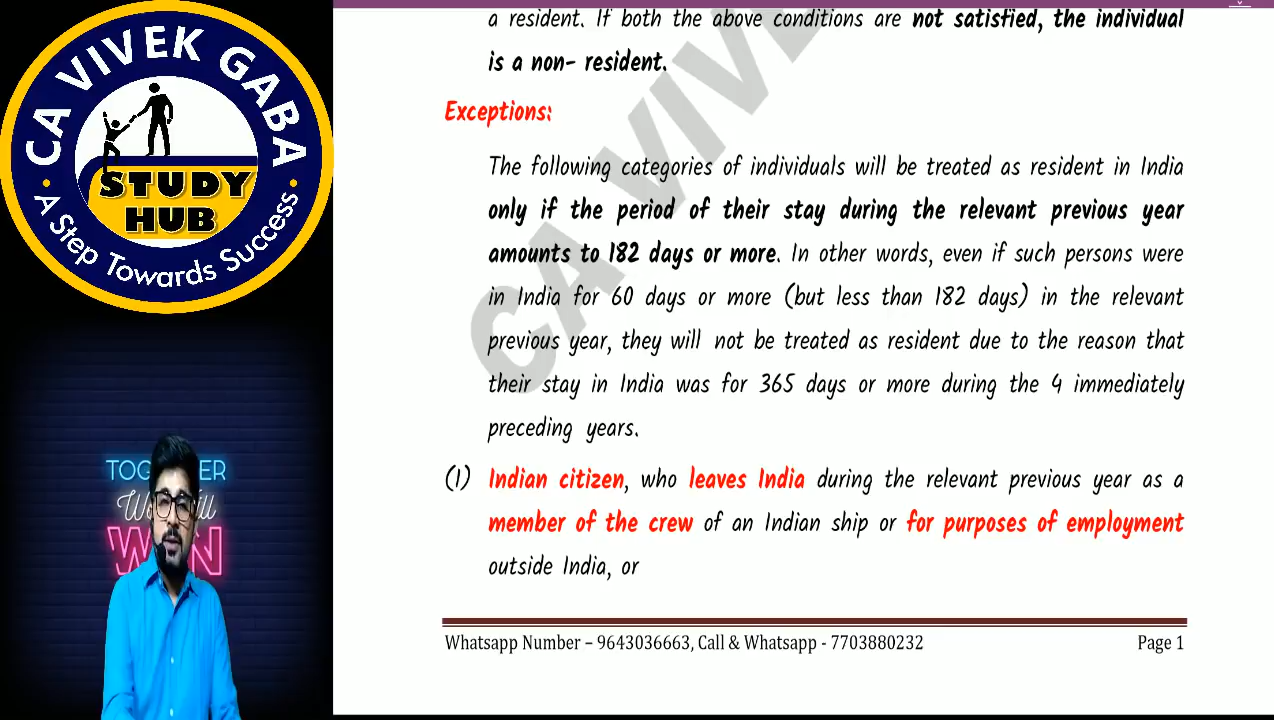 CA VIVEK GABA
STUDY
HUB
A Step Towards Success
TOGETHER
We Will
WIN
a resident. If both the above conditions are not satisfied, the individual
is a non- resident.
Exceptions:
The following categories of individuals will be treated as resident in India
only if the period of their stay during the relevant previous year
amounts to 182 days or more. In other words, even if such persons were
in India for 60 days or more (but less than 182 days) in the relevant
previous year, they will not be treated as resident due to the reason that
their stay in India was for 365 days or more during the 4 immediately
preceding years.
(1) Indian citizen, who leaves India during the relevant previous year as a
member of the crew of an Indian ship or for purposes of employment
outside India, or
CA VIVE
Whatsapp Number – 9643036663, Call & Whatsapp - 7703880232
Page 1